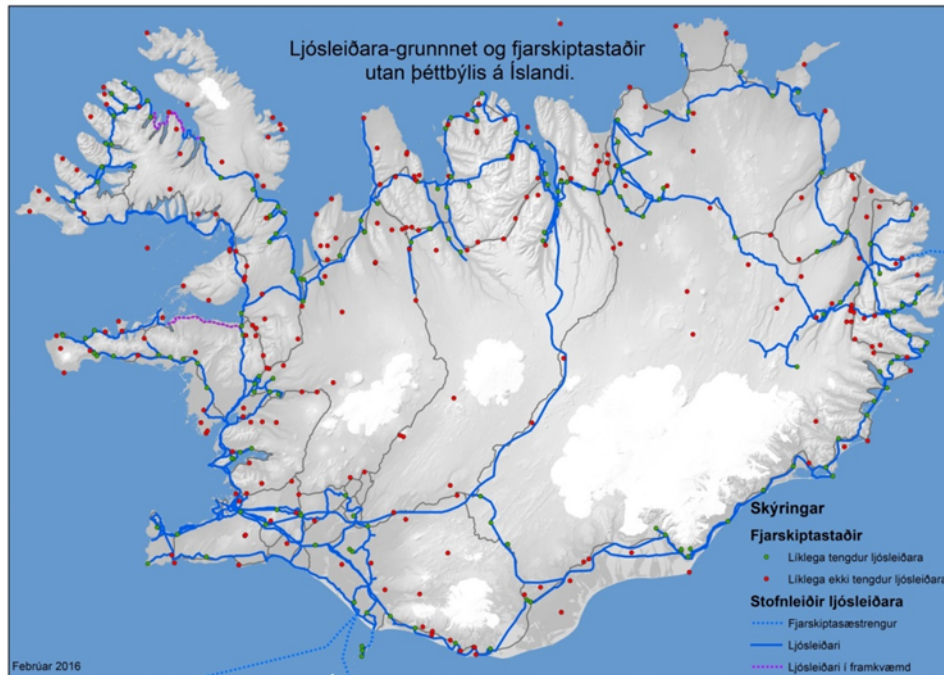 Ljósleiðara-grunnnet og fjarskiptastaðir
utan þéttbýlis á Íslandi.
Skýringar
Fjarskiptastaðir
Líklega tengdur ljósleiðara
Líklega ekki tengdur ljósleiðara
Stofnleiðir ljósleiðara
Fjarskiptasæstrengur
Ljósleiðari
Ljósleiðari í framkvæmd
Febrúar 2016